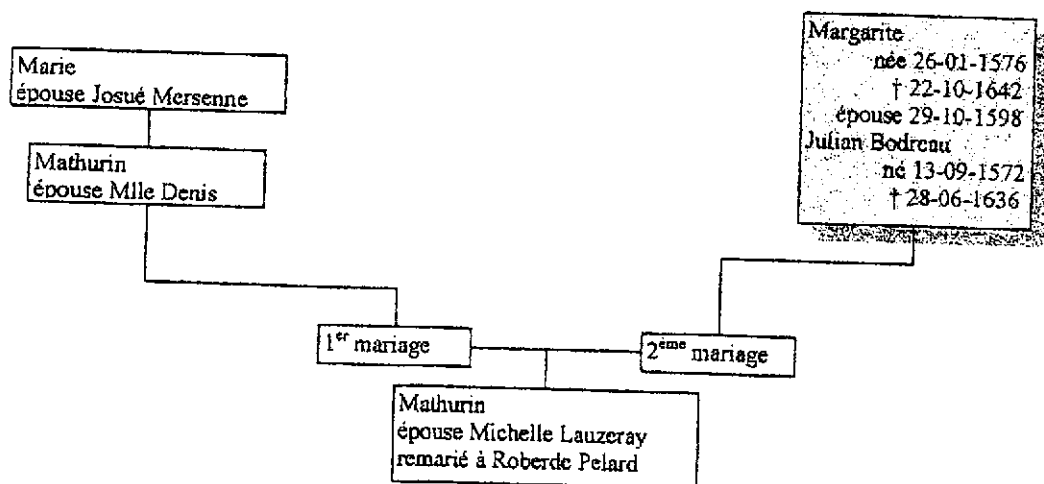 Marie
épouse Josué Mersenne
Mathurin
épouse Mlle Denis
Margarite
née 26-01-1576
† 22-10-1642
épouse 29-10-1598
Julian Bodreau
né 13-09-1572
† 28-06-1636
1er mariage
2ème mariage
Mathurin
épouse Michelle Lauzeray
remarié à Roberde Pelard